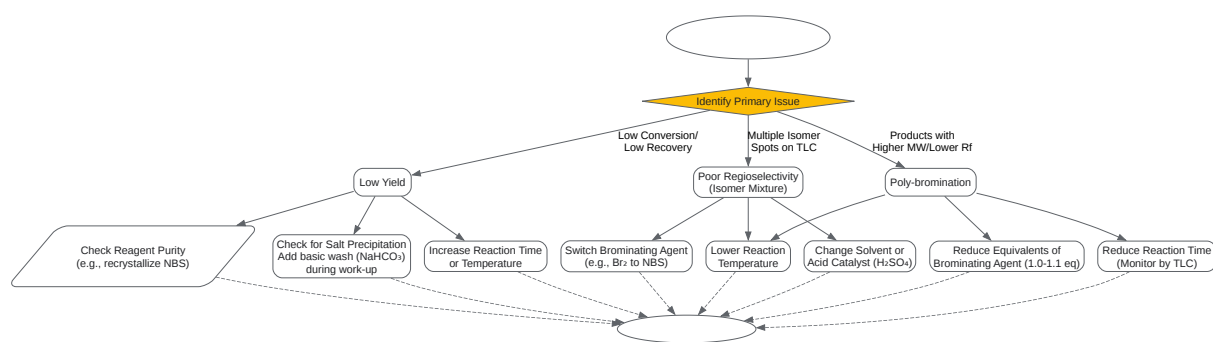 Identify Primary Issue
Low Conversion/
Low Recovery
Multiple Isomer
Spots on TLC
Products with
Higher MW/Lower Rf
Low Yield
Poor Regioselectivity
(Isomer Mixture)
Poly-bromination
Check Reagent Purity
(e.g., recrystallize NBS)
Check for Salt Precipitation
Add basic wash (NaHCO₃)
during work-up
Increase Reaction Time
or Temperature
Switch Brominating Agent
(e.g., Br₂ to NBS)
Lower Reaction
Temperature
Change Solvent or
Acid Catalyst (H₂SO₄)
Reduce Equivalents of
Brominating Agent (1.0-1.1 eq)
Reduce Reaction Time
(Monitor by TLC)